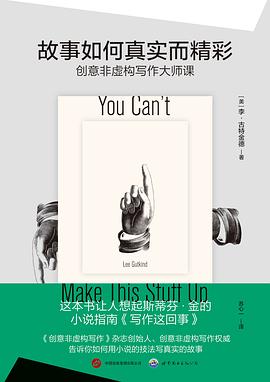 故事如何真实而精彩
创意非虚构写作大师课
[美] 李·古特金德 — 著
You Can't
Lee Gutkind
Make This Stuff Up
苏心一 — 译
这本书让人想起斯蒂芬·金的
小说指南《写作这回事》
《创意非虚构写作》杂志创始人、创意非虚构写作权威
告诉你如何用小说的技法写真实的故事